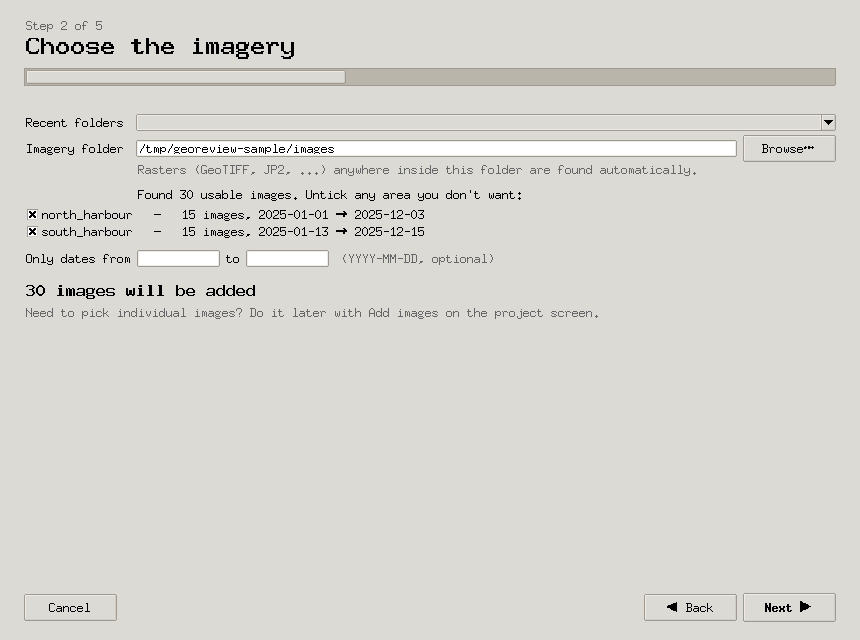 Step 2 of 5
Choose the imagery
Recent folders
Imagery folder /tmp/georeview-sample/images Browse…
Rasters (GeoTIFF, JP2, ...) anywhere inside this folder are found automatically.
Found 30 usable images. Untick any area you don't want:
north_harbour – 15 images, 2025-01-01 → 2025-12-03
south_harbour – 15 images, 2025-01-13 → 2025-12-15
Only dates from to (YYYY-MM-DD, optional)
30 images will be added
Need to pick individual images? Do it later with Add images on the project screen.
Cancel ◀ Back Next ▶